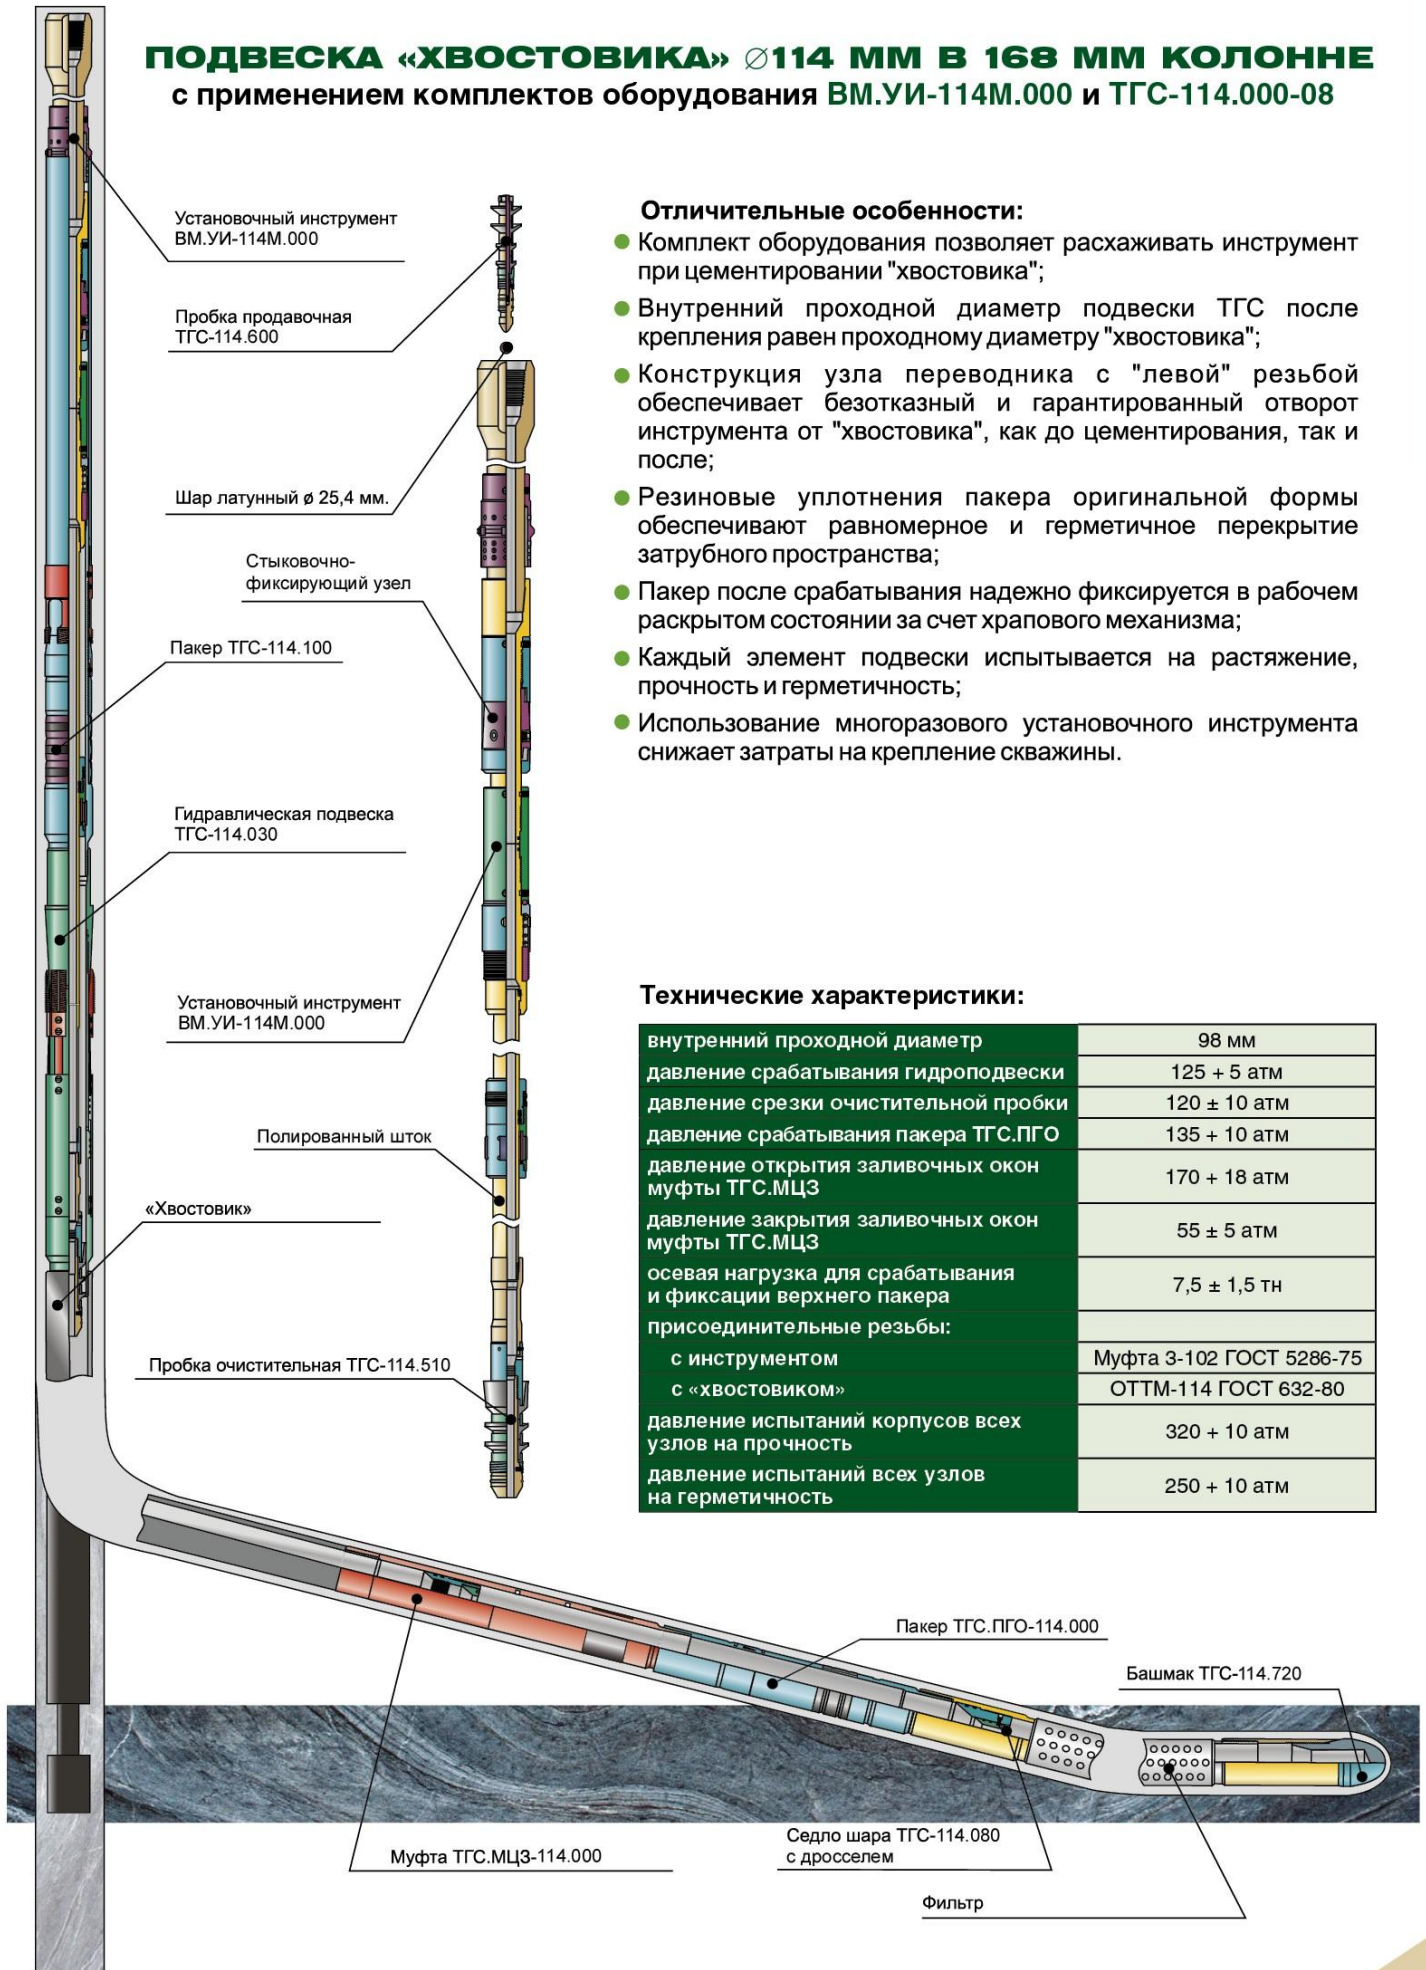 ПОДВЕСКА «ХВОСТОВИКА» ∅114 ММ В 168 ММ КОЛОННЕ
с применением комплектов оборудования ВМ.УИ-114М.000 и ТГС-114.000-08
Установочный инструмент
ВМ.УИ-114М.000
Пробка продавочная
ТГС-114.600
Шар латунный ø 25,4 мм.
Стыковочно-
фиксирующий узел
Пакер ТГС-114.100
Гидравлическая подвеска
ТГС-114.030
Установочный инструмент
ВМ.УИ-114М.000
Полированный шток
«Хвостовик»
Пробка очистительная ТГС-114.510
Отличительные особенности:
Комплект оборудования позволяет расхаживать инструмент
при цементировании "хвостовика";
Внутренний проходной диаметр подвески ТГС после
крепления равен проходному диаметру "хвостовика";
Конструкция узла переводника с "левой" резьбой
обеспечивает безотказный и гарантированный отворот
инструмента от "хвостовика", как до цементирования, так и
после;
Резиновые уплотнения пакера оригинальной формы
обеспечивают равномерное и герметичное перекрытие
затрубного пространства;
Пакер после срабатывания надежно фиксируется в рабочем
раскрытом состоянии за счет храпового механизма;
Каждый элемент подвески испытывается на растяжение,
прочность и герметичность;
Использование многоразового установочного инструмента
снижает затраты на крепление скважины.
Технические характеристики:
внутренний проходной диаметр 98 мм
давление срабатывания гидроподвески 125 + 5 атм
давление срезки очистительной пробки 120 ± 10 атм
давление срабатывания пакера ТГС.ПГО 135 + 10 атм
давление открытия заливочных окон
муфты ТГС.МЦЗ 170 + 18 атм
давление закрытия заливочных окон
муфты ТГС.МЦЗ 55 ± 5 атм
осевая нагрузка для срабатывания
и фиксации верхнего пакера 7,5 ± 1,5 тн
присоединительные резьбы:
с инструментом Муфта З-102 ГОСТ 5286-75
с «хвостовиком» ОТТМ-114 ГОСТ 632-80
давление испытаний корпусов всех
узлов на прочность 320 + 10 атм
давление испытаний всех узлов
на герметичность 250 + 10 атм
Пакер ТГС.ПГО-114.000
Башмак ТГС-114.720
Муфта ТГС.МЦЗ-114.000
Седло шара ТГС-114.080
с дросселем
Фильтр